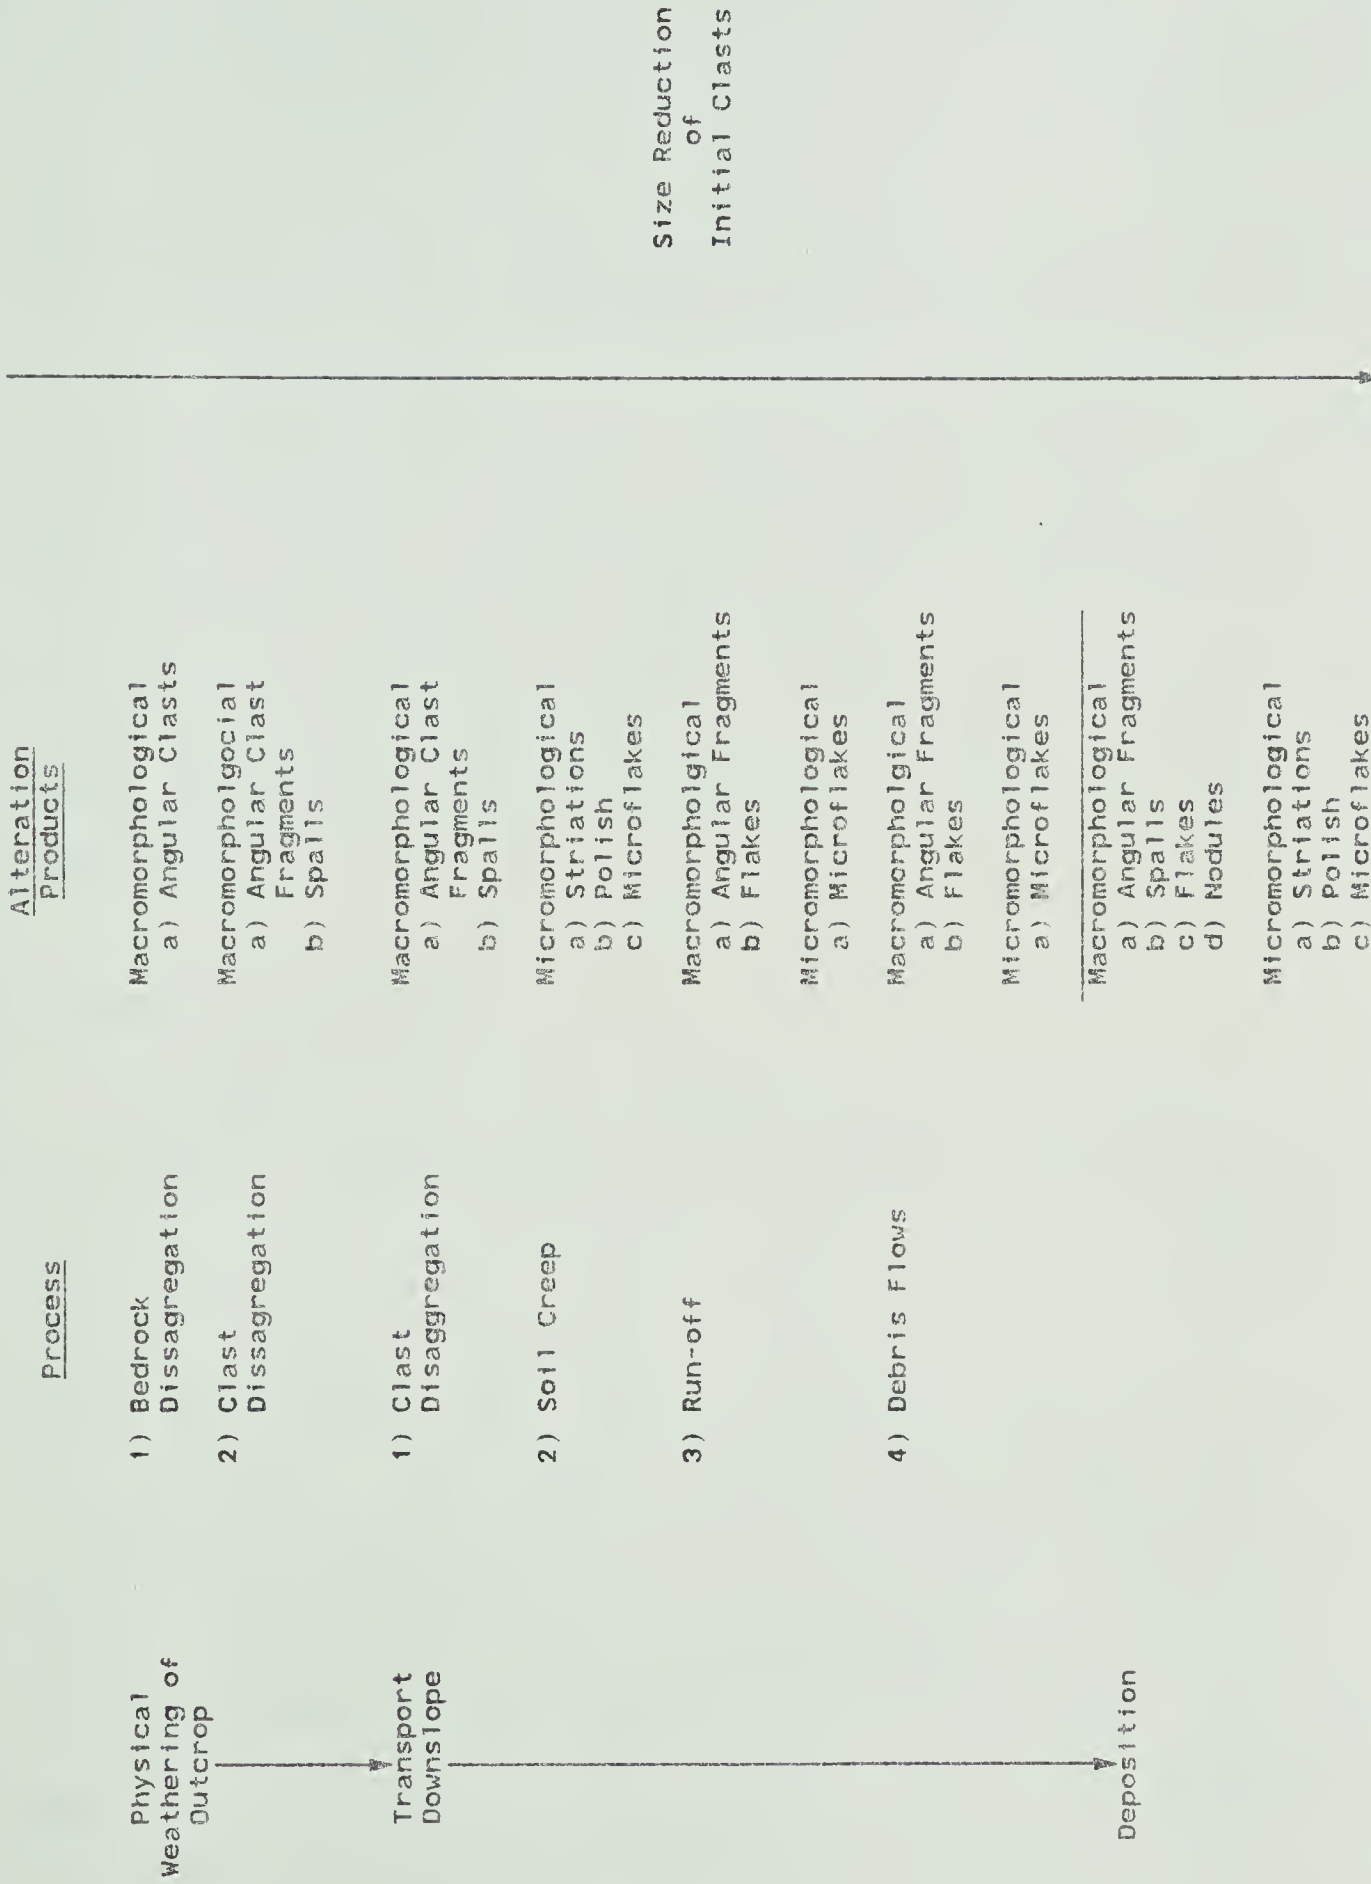 Process
Alteration
Products
Physical
Weathering of
Outcrop
1) Bedrock
Dissagregation
Macromorphological
a) Angular Clasts
2) Clast
Dissagregation
Macromorpholgocial
a) Angular Clast
Fragments
b) Spalls
Transport
Downslope
1) Clast
Disaggregation
Macromorphological
a) Angular Clast
Fragments
b) Spalls
2) Soil Creep
Micromorphological
a) Striations
b) Polish
c) Microflakes
3) Run-off
Macromorpholgical
a) Angular Fragments
b) Flakes
Micromorphological
a) Microflakes
4) Debris Flows
Macromorpholgical
a) Angular Fragments
b) Flakes
Micromorphological
a) Microflakes
Deposition
Macromorphological
a) Angular Fragments
b) Spalls
c) Flakes
d) Nodules
Micromorphological
a) Striations
b) Polish
c) Microflakes
Size Reduction
of
Initial Clasts